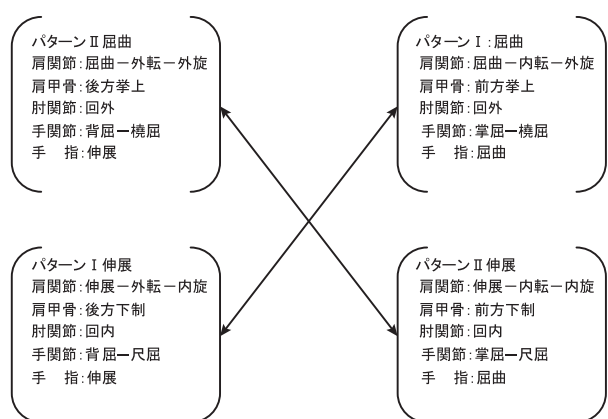 パターンⅡ屈曲
肩関節:屈曲ー外転ー外旋
肩甲骨:後方挙上
肘関節:回外
手関節:背屈ー橈屈
手　指:伸展
パターンⅠ:屈曲
肩関節:屈曲ー内転ー外旋
肩甲骨:前方挙上
肘関節:回外
手関節:掌屈ー橈屈
手　指:屈曲
パターンⅠ伸展
肩関節:伸展ー外転ー内旋
肩甲骨:後方下制
肘関節:回内
手関節:背屈ー尺屈
手　指:伸展
パターンⅡ伸展
肩関節:伸展ー内転ー内旋
肩甲骨:前方下制
肘関節:回内
手関節:掌屈ー尺屈
手　指:屈曲